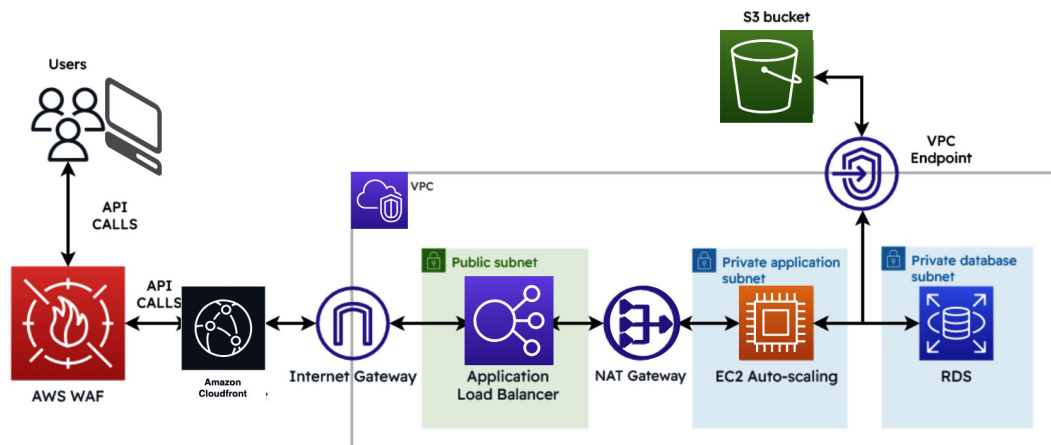 S3 bucket
Users
VPC
Endpoint
VPC
API
CALLS
Public subnet
Private application
subnet
Private database
subnet
API
CALLS
AWS WAF
Amazon
Cloudfront
Internet Gateway
Application
Load Balancer
NAT Gateway
EC2 Auto-scaling
RDS